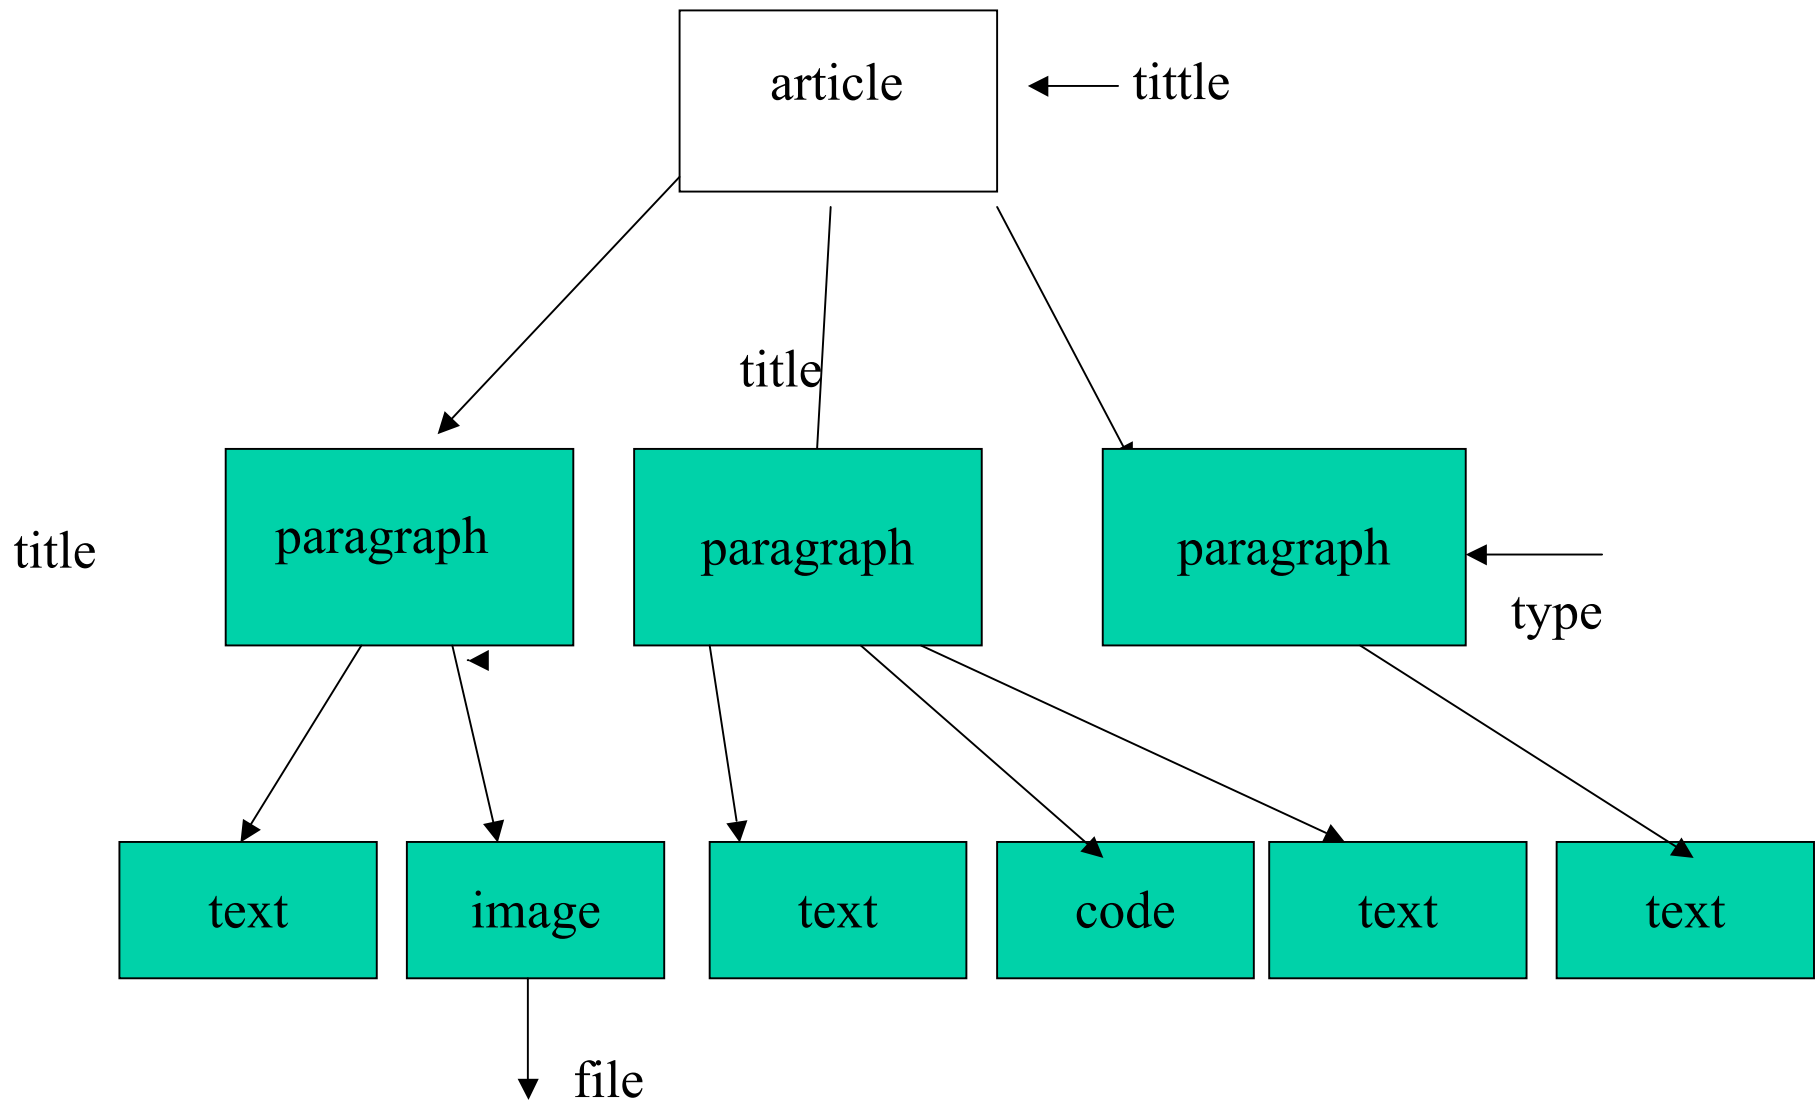 article
tittle
title
paragraph
paragraph
paragraph
title
type
text
image
text
code
text
text
file